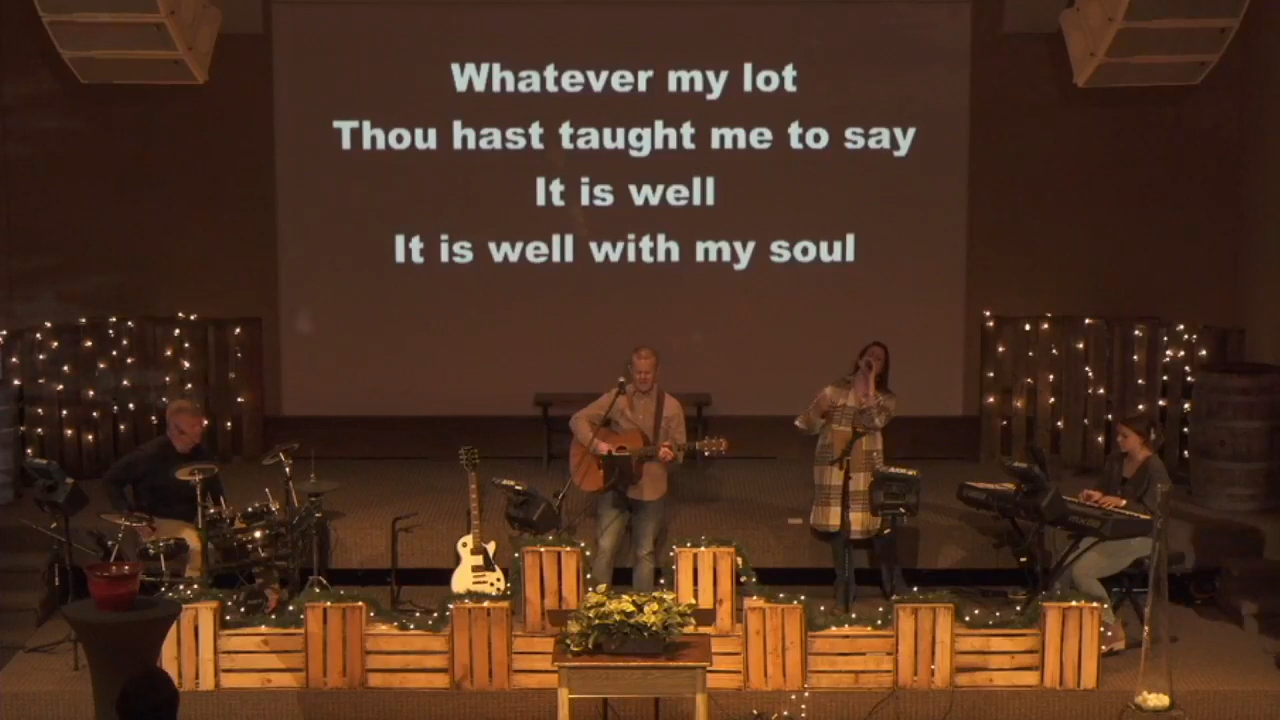 Whatever my lot
Thou hast taught me to say
It is well
It is well with my soul